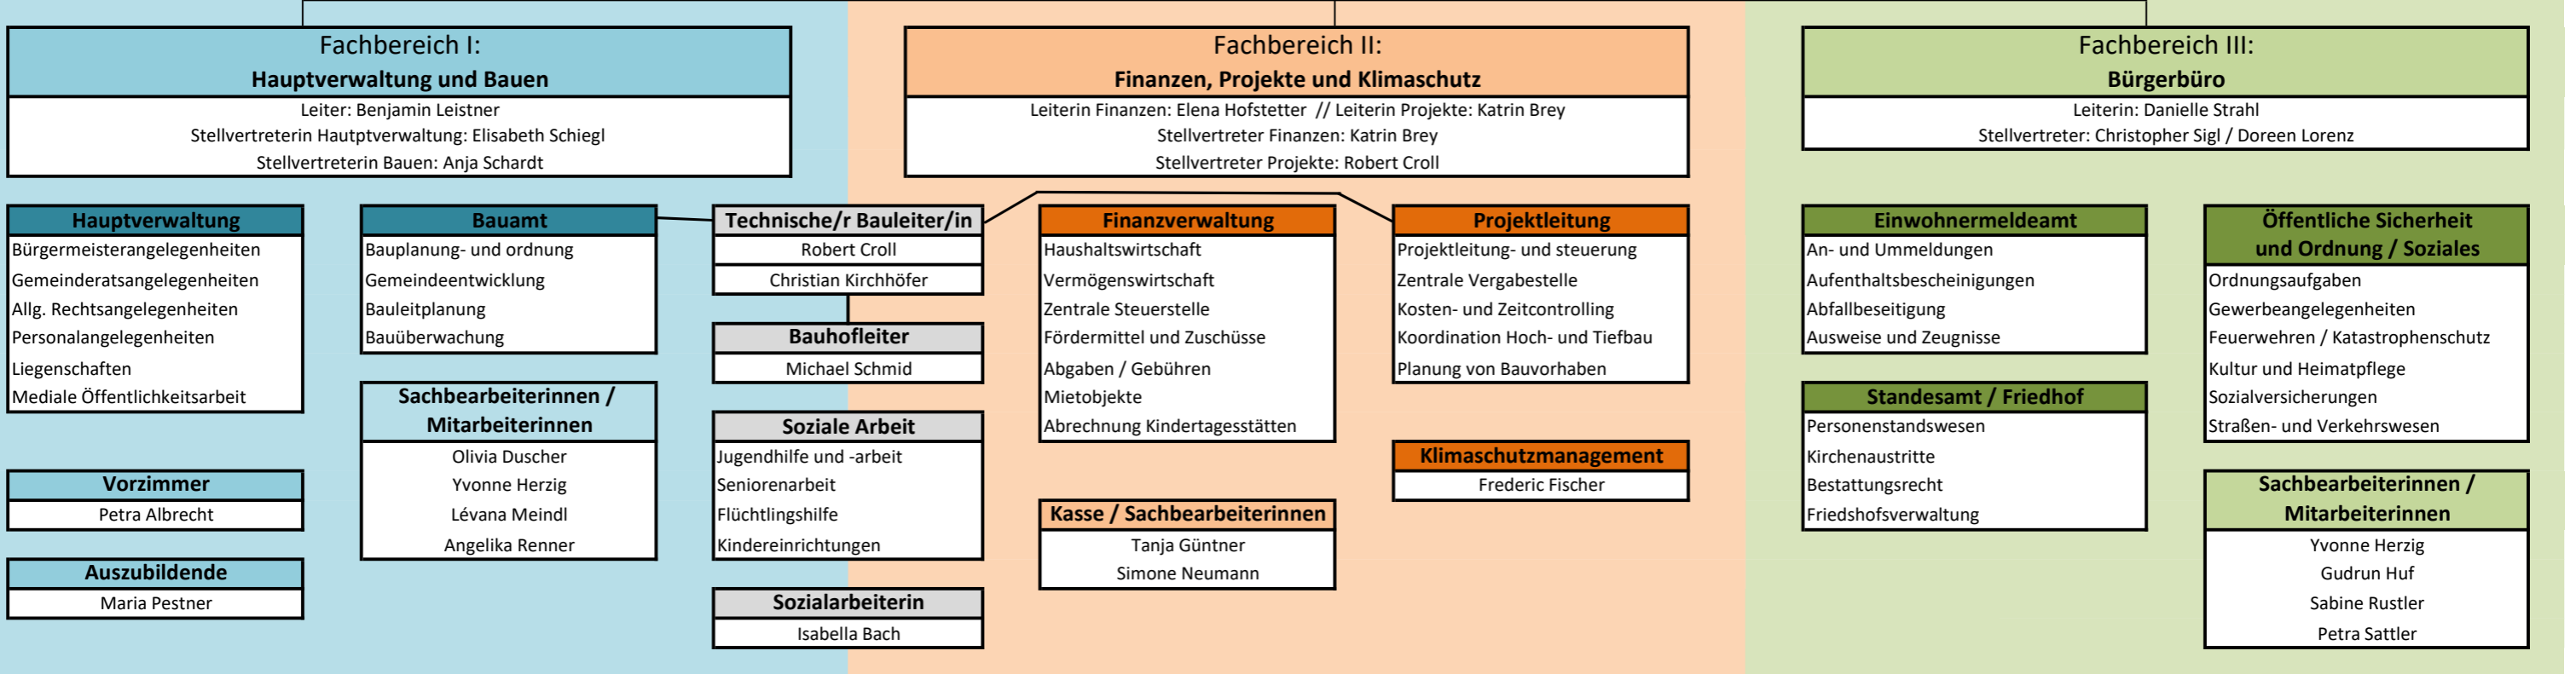 Fachbereich I:
Hauptverwaltung und Bauen
Leiter: Benjamin Leistner
Stellvertreterin Hautptverwaltung: Elisabeth Schiegl
Stellvertreterin Bauen: Anja Schardt
Fachbereich II:
Finanzen, Projekte und Klimaschutz
Leiterin Finanzen: Elena Hofstetter // Leiterin Projekte: Katrin Brey
Stellvertreter Finanzen: Katrin Brey
Stellvertreter Projekte: Robert Croll
Fachbereich III:
Bürgerbüro
Leiterin: Danielle Strahl
Stellvertreter: Christopher Sigl / Doreen Lorenz
Hauptverwaltung
Bürgermeisterangelegenheiten
Gemeinderatsangelegenheiten
Allg. Rechtsangelegenheiten
Personalangelegenheiten
Liegenschaften
Mediale Öffentlichkeitsarbeit
Vorzimmer
Petra Albrecht
Auszubildende
Maria Pestner
Bauamt
Bauplanung- und ordnung
Gemeindeentwicklung
Bauleitplanung
Bauüberwachung
Sachbearbeiterinnen /
Mitarbeiterinnen
Olivia Duscher
Yvonne Herzig
Lévana Meindl
Angelika Renner
Technische/r Bauleiter/in
Robert Croll
Christian Kirchhöfer
Bauhofleiter
Michael Schmid
Soziale Arbeit
Jugendhilfe und -arbeit
Seniorenarbeit
Flüchtlingshilfe
Kindereinrichtungen
Sozialarbeiterin
Isabella Bach
Finanzverwaltung
Haushaltswirtschaft
Vermögenswirtschaft
Zentrale Steuerstelle
Fördermittel und Zuschüsse
Abgaben / Gebühren
Mietobjekte
Abrechnung Kindertagesstätten
Kasse / Sachbearbeiterinnen
Tanja Güntner
Simone Neumann
Projektleitung
Projektleitung- und steuerung
Zentrale Vergabestelle
Kosten- und Zeitcontrolling
Koordination Hoch- und Tiefbau
Planung von Bauvorhaben
Klimaschutzmanagement
Frederic Fischer
Einwohnermeldeamt
An- und Ummeldungen
Aufenthaltsbescheinigungen
Abfallbeseitigung
Ausweise und Zeugnisse
Standesamt / Friedhof
Personenstandswesen
Kirchenaustritte
Bestattungsrecht
Friedshofsverwaltung
Öffentliche Sicherheit
und Ordnung / Soziales
Ordnungsaufgaben
Gewerbeangelegenheiten
Feuerwehren / Katastrophenschutz
Kultur und Heimatpflege
Sozialversicherungen
Straßen- und Verkehrswesen
Sachbearbeiterinnen /
Mitarbeiterinnen
Yvonne Herzig
Gudrun Huf
Sabine Rustler
Petra Sattler